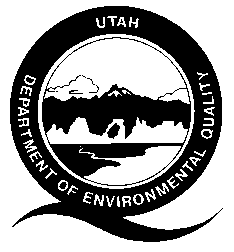 UTAH
DEPARTMENT OF ENVIRONMENTAL QUALITY